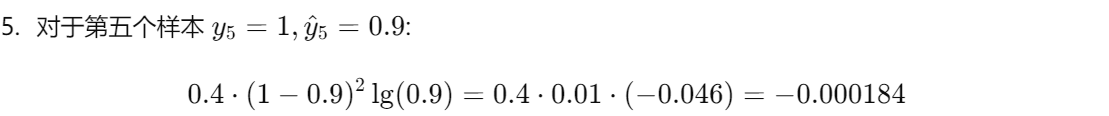 5. 对于第五个样本 y₅ = 1, ŷ₅ = 0.9:
0.4 · (1 − 0.9)² lg(0.9) = 0.4 · 0.01 · (−0.046) = −0.000184